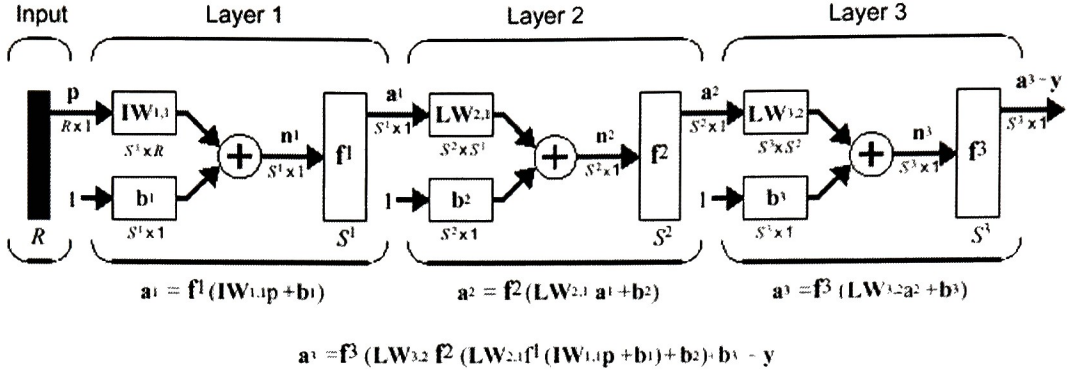 Input Layer 1 Layer 2 Layer 3
p a¹ a² a³ - y
IW1,1 LW2,1 LW3,2
R×1 S¹×1 S²×1 S³×1
S³×R S²×S¹ S³×S²
n¹ n² n³
+ f¹ + f² + f³
S¹×1 S²×1 S³×1
1 b¹ 1 b² 1 b³
R S¹×1 S¹ S²×1 S² S³×1 S³
a1 = f¹(IW1,1p + b1) a2 = f²(LW2,1 a1 + b2) a3 = f³(LW3,2a2 + b3)
a3 = f³ (LW3,2 f² (LW2,1f¹(IW1,1p + b1) + b2) + b3 - y